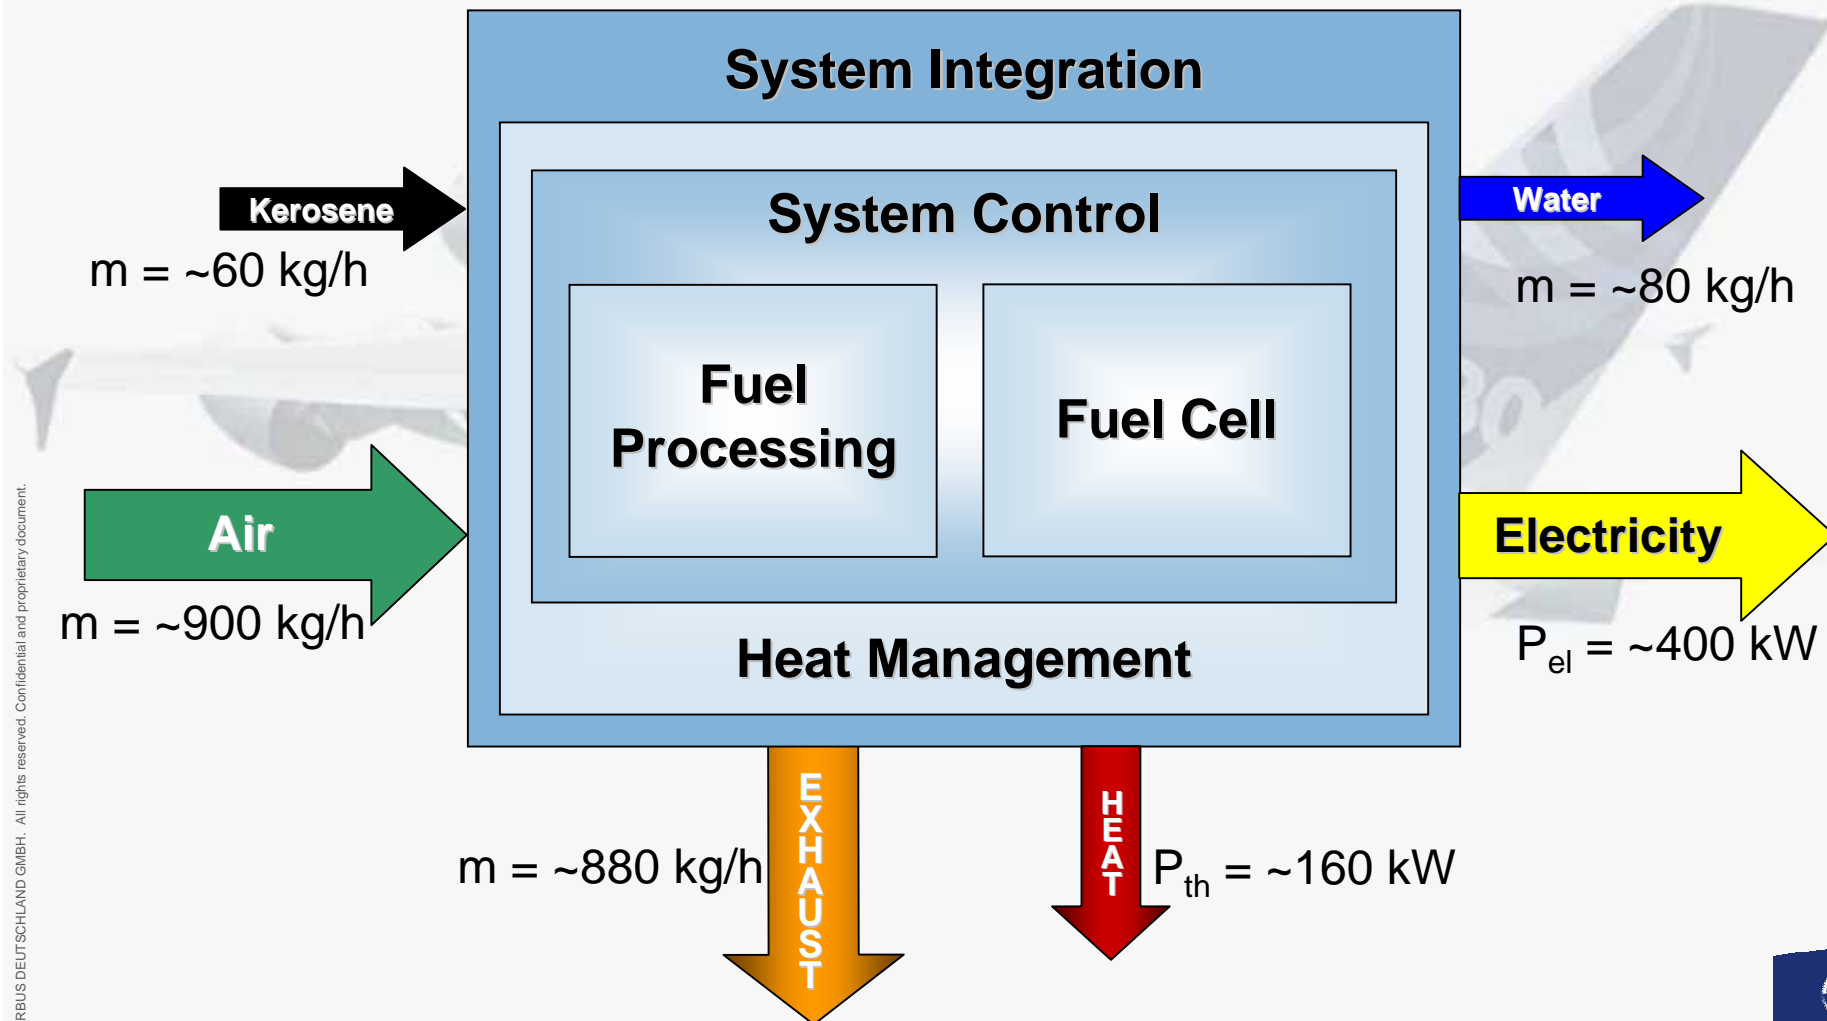 System Integration
Kerosene
m = ~60 kg/h
System Control
Water
m = ~80 kg/h
Fuel
Processing
Fuel Cell
Air
m = ~900 kg/h
Electricity
P_el = ~400 kW
Heat Management
EXHAUST
m = ~880 kg/h
HEAT
P_th = ~160 kW
RBUS DEUTSCHLAND GMBH. All rights reserved. Confidential and proprietary document.